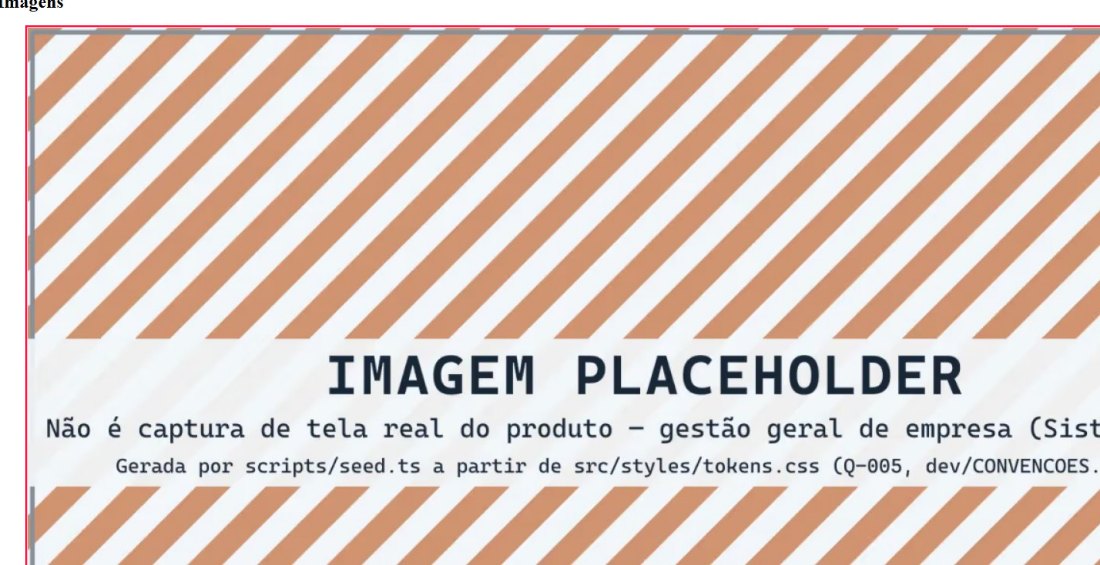 Imagens
IMAGEM PLACEHOLDER
Não é captura de tela real do produto — gestão geral de empresa (Sist
Gerada por scripts/seed.ts a partir de src/styles/tokens.css (Q-005, dev/CONVENCOES.